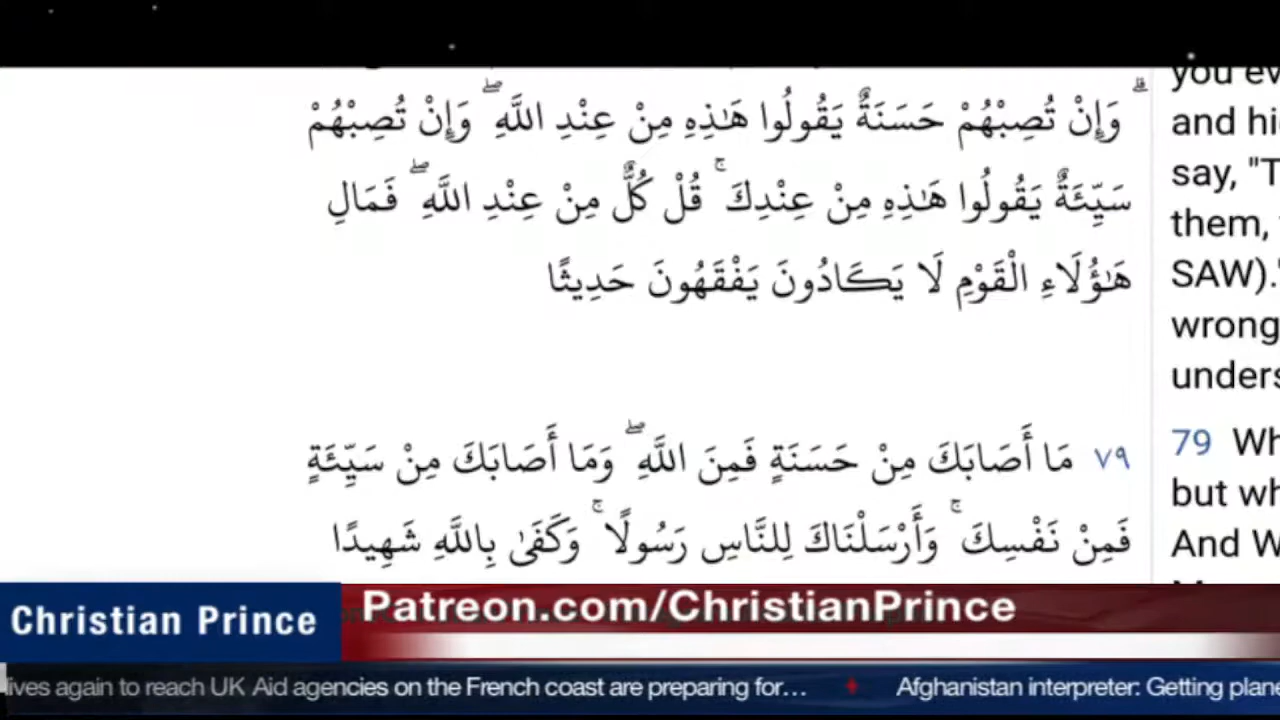 وَإِنْ تُصِبْهُمْ حَسَنَةٌ يَقُولُوا هَٰذِهِ مِنْ عِنْدِ اللَّهِ ۖ وَإِنْ تُصِبْهُمْ
سَيِّئَةٌ يَقُولُوا هَٰذِهِ مِنْ عِنْدِكَ ۚ قُلْ كُلٌّ مِنْ عِنْدِ اللَّهِ ۖ فَمَالِ
هَٰؤُلَاءِ الْقَوْمِ لَا يَكَادُونَ يَفْقَهُونَ حَدِيثًا
٧٩ مَا أَصَابَكَ مِنْ حَسَنَةٍ فَمِنَ اللَّهِ ۖ وَمَا أَصَابَكَ مِنْ سَيِّئَةٍ
فَمِنْ نَفْسِكَ ۚ وَأَرْسَلْنَاكَ لِلنَّاسِ رَسُولًا ۚ وَكَفَىٰ بِاللَّهِ شَهِيدًا
you ev
and hi
say, "T
them,
SAW)."
wrong
unders
79 Wh
but wh
And W
Christian Prince
Patreon.com/ChristianPrince
lives again to reach UK Aid agencies on the French coast are preparing for... Afghanistan interpreter: Getting plane